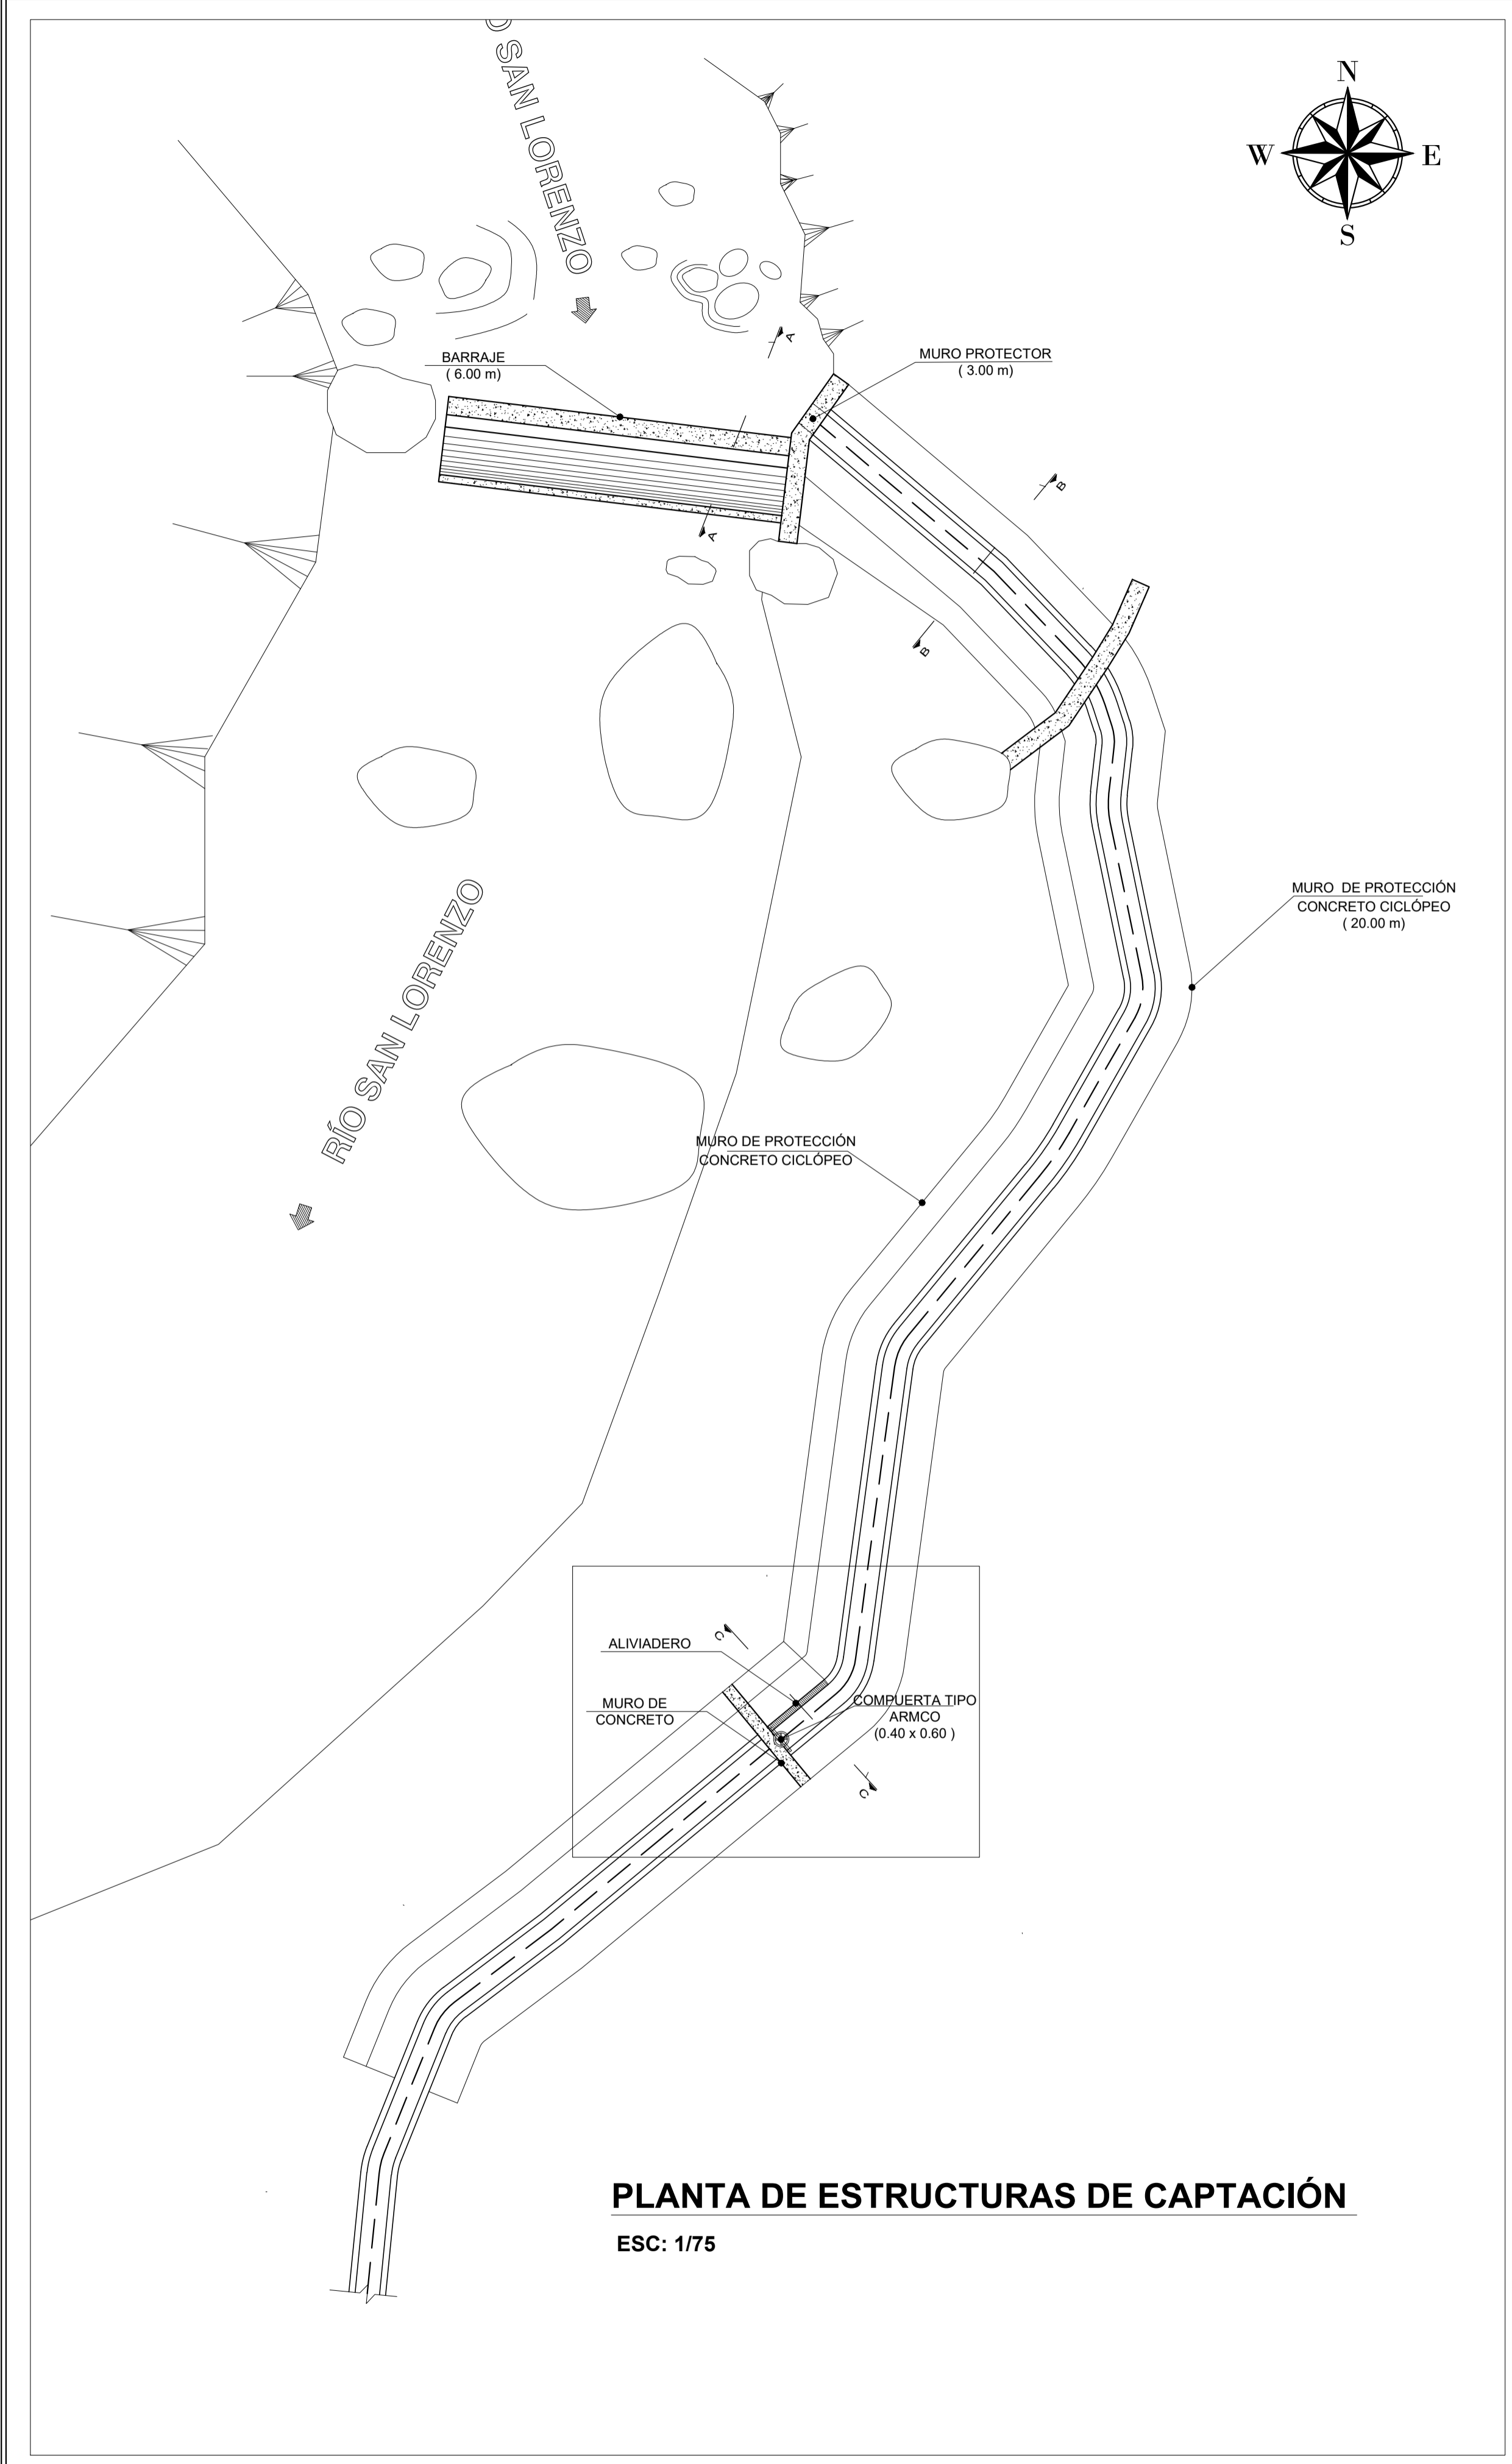 O SAN LORENZO
N
W
E
S
A
BARRAJE
( 6.00 m)
MURO PROTECTOR
( 3.00 m)
B
A
B
MURO DE PROTECCIÓN
CONCRETO CICLÓPEO
( 20.00 m)
RÍO SAN LORENZO
MURO DE PROTECCIÓN
CONCRETO CICLÓPEO
C
ALIVIADERO
MURO DE
CONCRETO
COMPUERTA TIPO
ARMCO
(0.40 x 0.60 )
C
PLANTA DE ESTRUCTURAS DE CAPTACIÓN
ESC: 1/75